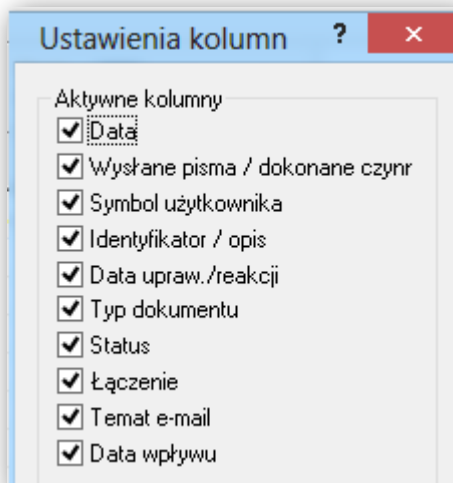 Ustawienia kolumn ? ×
Aktywne kolumny
Data
Wysłane pisma / dokonane czynr
Symbol użytkownika
Identyfikator / opis
Data upraw./reakcji
Typ dokumentu
Status
Łączenie
Temat e-mail
Data wpływu